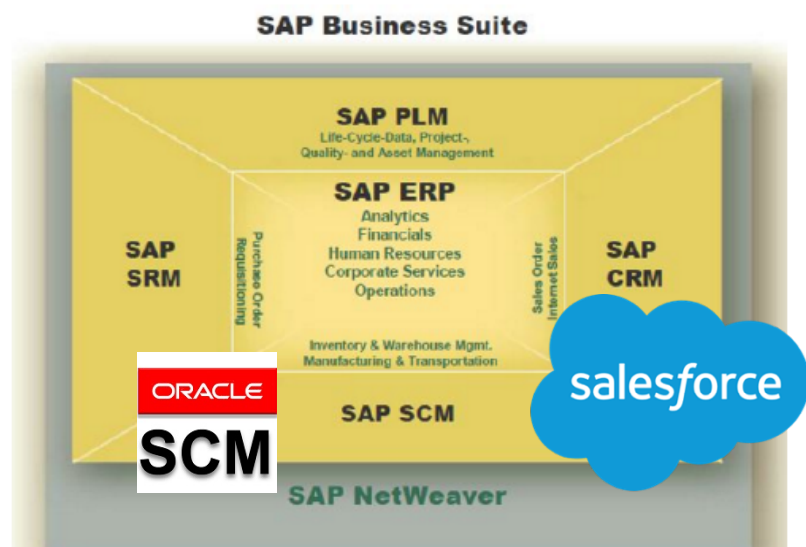 SAP Business Suite
SAP PLM
Life-Cycle-Data, Project-,
Quality- and Asset Management
SAP ERP
Analytics
Financials
Human Resources
Corporate Services
Operations
SAP
SRM
Purchase Order
Requisitioning
Sales Order
Internet Sales
SAP
CRM
Inventory & Warehouse Mgmt.
Manufacturing & Transportation
ORACLE
SCM
SAP SCM
salesforce
SAP NetWeaver